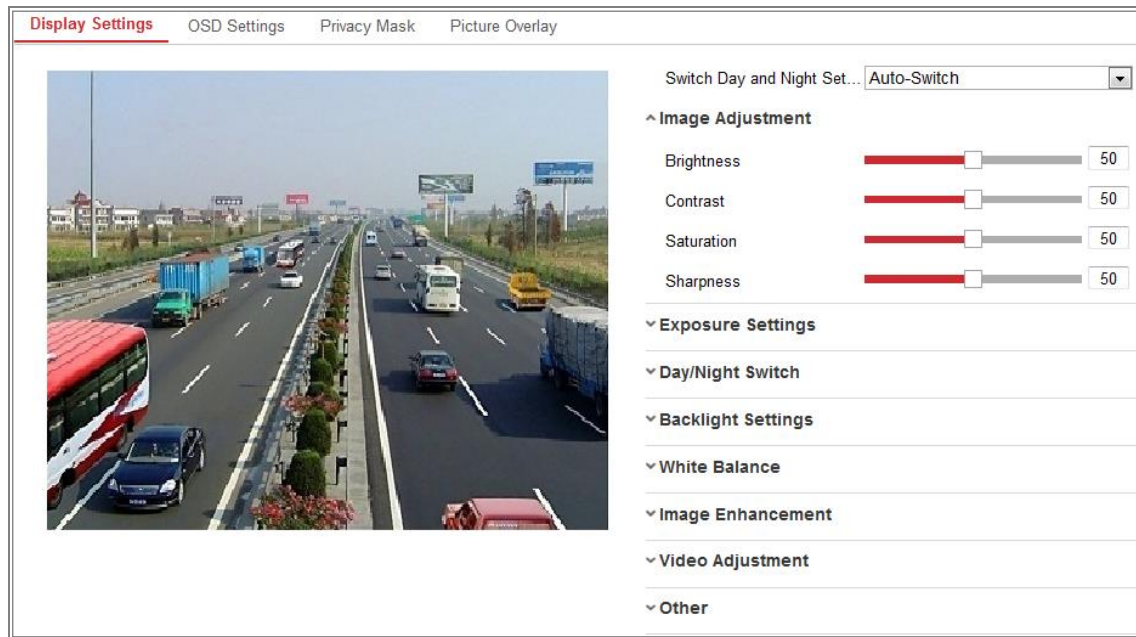 Display Settings OSD Settings Privacy Mask Picture Overlay
Switch Day and Night Set... Auto-Switch
Image Adjustment
Brightness 50
Contrast 50
Saturation 50
Sharpness 50
Exposure Settings
Day/Night Switch
Backlight Settings
White Balance
Image Enhancement
Video Adjustment
Other